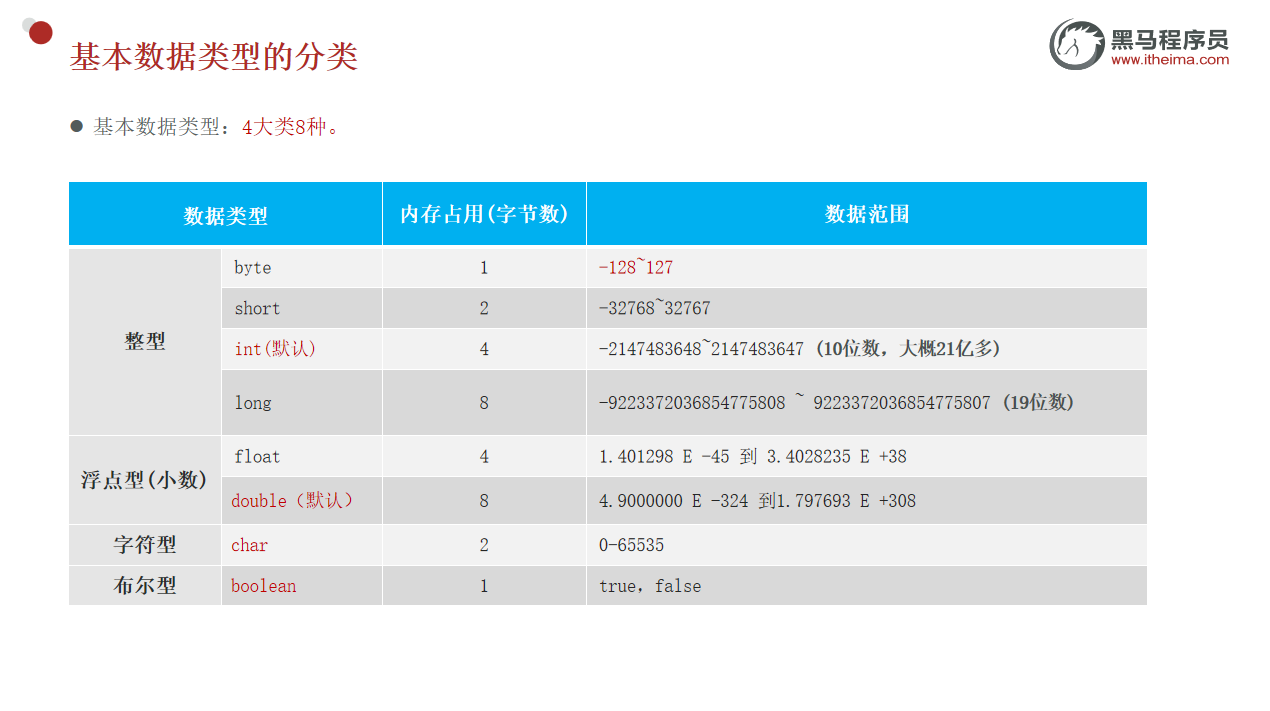 基本数据类型的分类
黑马程序员
www.itheima.com
基本数据类型：4大类8种。
数据类型 内存占用(字节数) 数据范围
整型
byte 1 -128~127
short 2 -32768~32767
int(默认) 4 -2147483648~2147483647 (10位数，大概21亿多)
long 8 -9223372036854775808 ~ 9223372036854775807 (19位数)
浮点型(小数)
float 4 1.401298 E -45 到 3.4028235 E +38
double（默认） 8 4.9000000 E -324 到1.797693 E +308
字符型 char 2 0-65535
布尔型 boolean 1 true，false